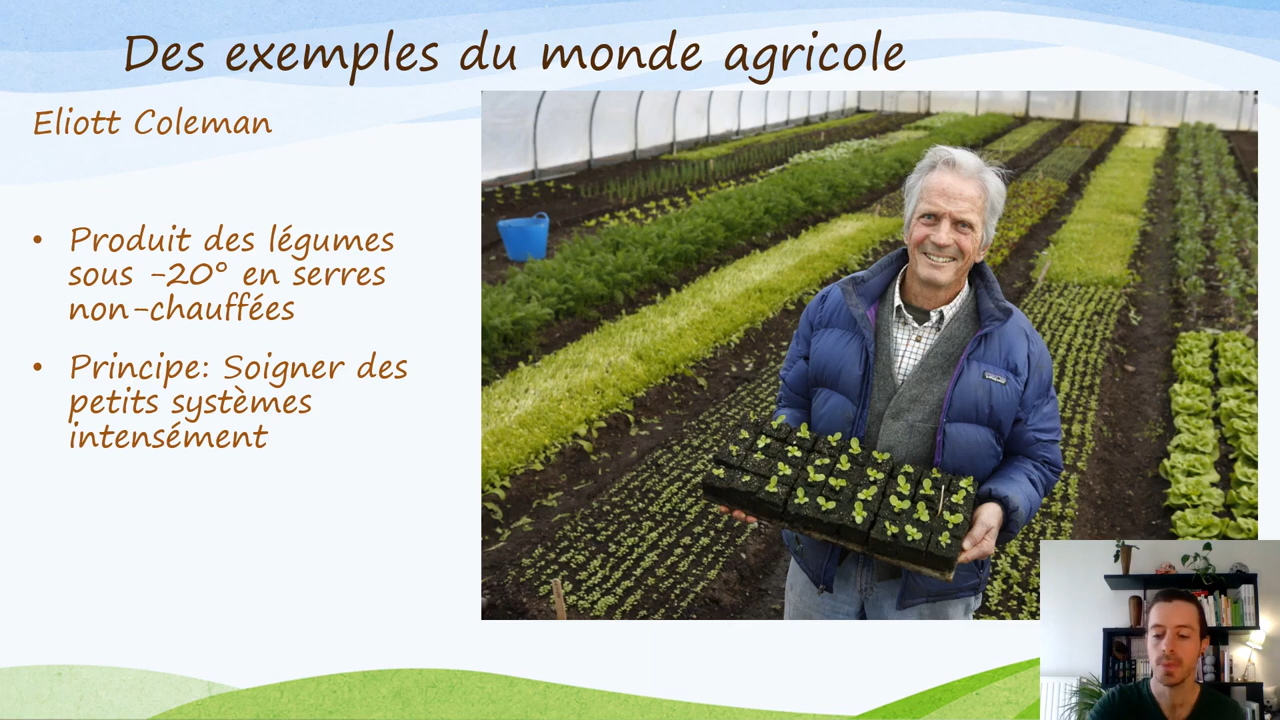 Des exemples du monde agricole
Eliott Coleman
• Produit des légumes
sous -20° en serres
non-chauffées
• Principe: Soigner des
petits systèmes
intensément